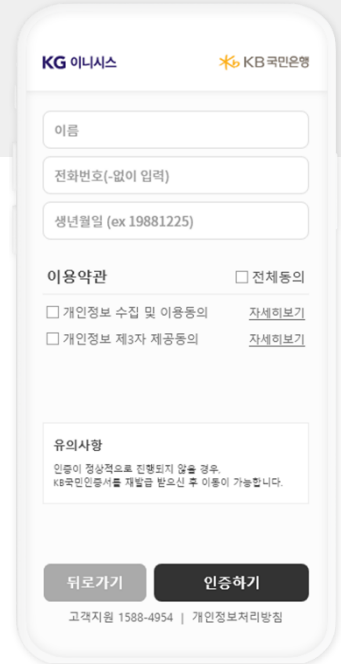 KG 이니시스
KB국민은행
이름
전화번호(-없이 입력)
생년월일 (ex 19881225)
이용약관
전체동의
개인정보 수집 및 이용동의 자세히보기
개인정보 제3자 제공동의 자세히보기
유의사항
인증이 정상적으로 진행되지 않을 경우.
KB국민인증서를 재발급 받으신 후 이동이 가능합니다.
뒤로가기 인증하기
고객지원 1588-4954 | 개인정보처리방침